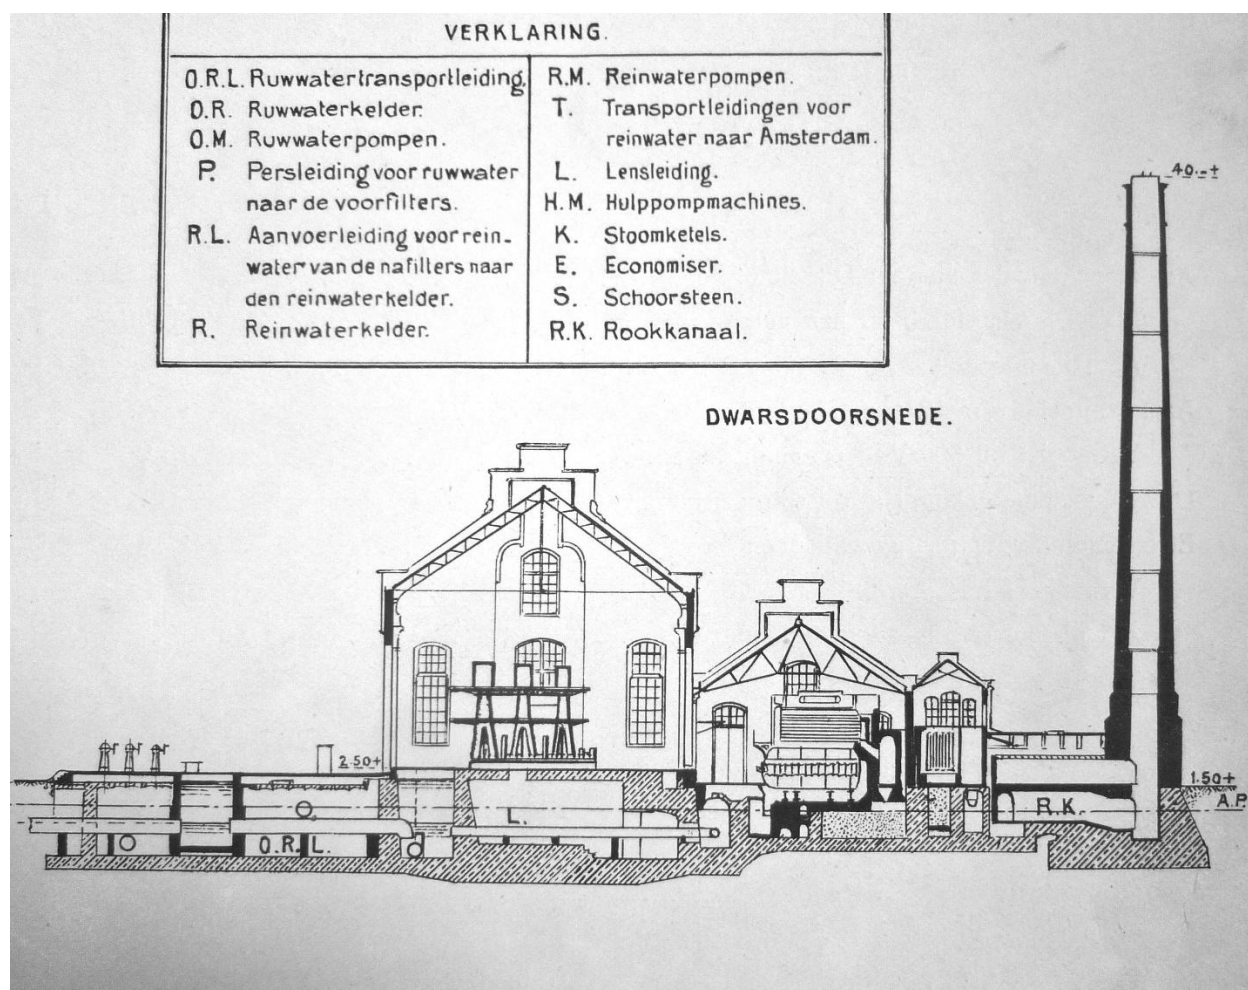 VERKLARING.
O.R.L. Ruwwatertransportleiding.
O.R. Ruwwaterkelder.
O.M. Ruwwaterpompen.
P. Persleiding voor ruwwater
naar de voorfilters.
R.L. Aanvoerleiding voor rein-
water van de nafilters naar
den reinwaterkelder.
R. Reinwaterkelder.
R.M. Reinwaterpompen.
T. Transportleidingen voor
reinwater naar Amsterdam.
L. Lensleiding.
H.M. Hulppompmachines.
K. Stoomketels.
E. Economiser.
S. Schoorsteen.
R.K. Rookkanaal.
40.-+
DWARSDOORSNEDE.
2.50+
1.50+
A.P.
L.
R.K.
O.R.L.